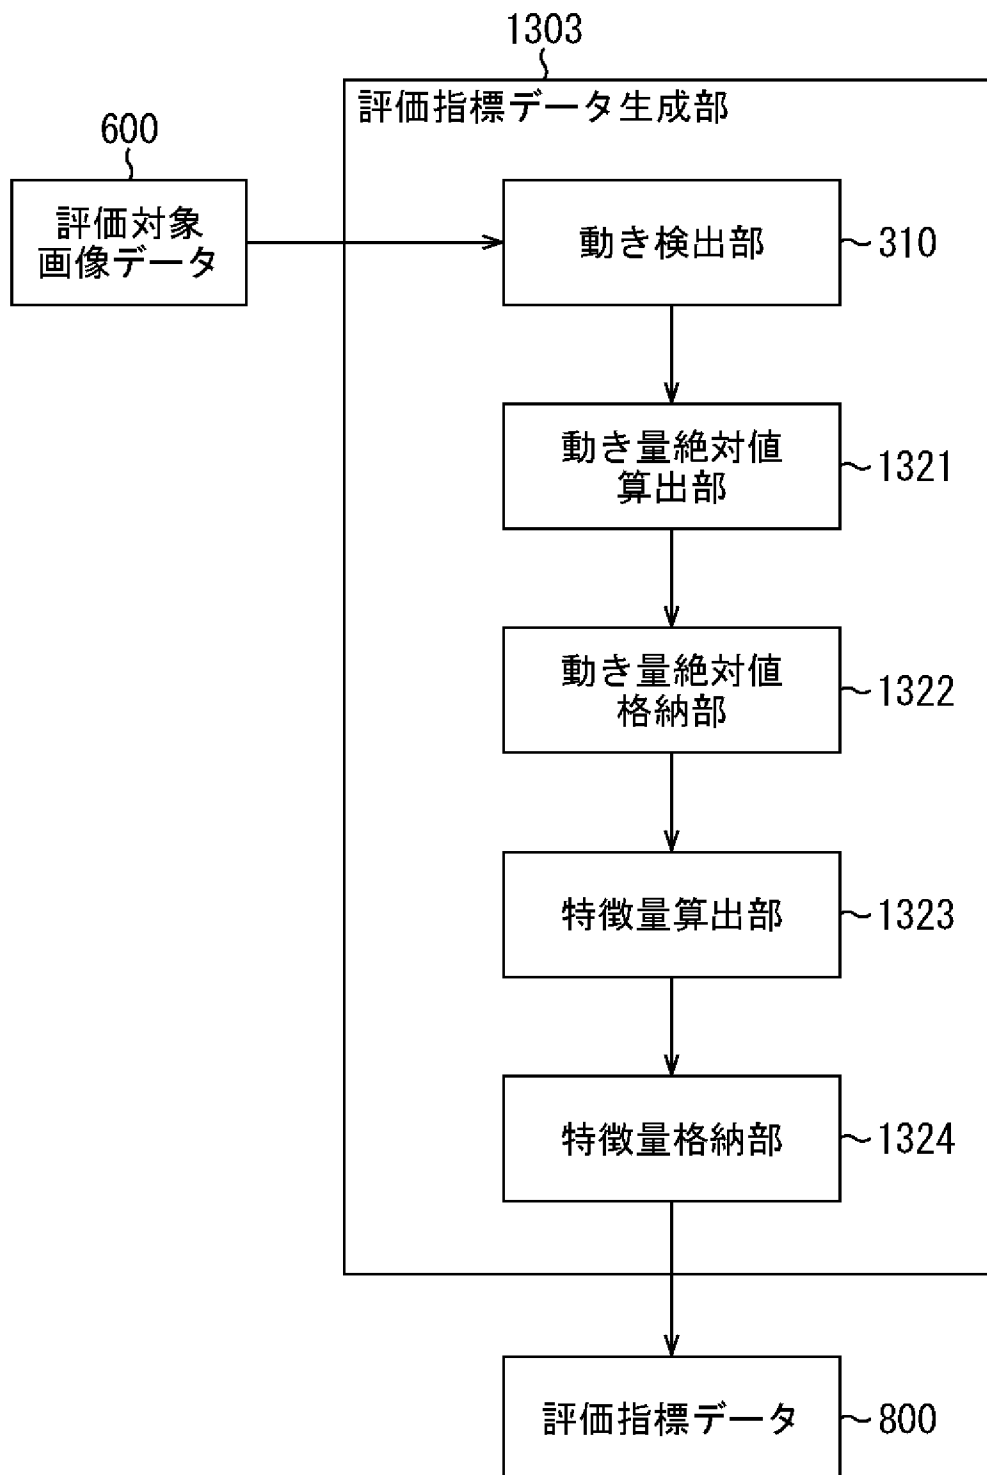 1303
評価指標データ生成部
600
評価対象
画像データ
動き検出部
310
動き量絶対値
算出部
1321
動き量絶対値
格納部
1322
特徴量算出部
1323
特徴量格納部
1324
評価指標データ
800